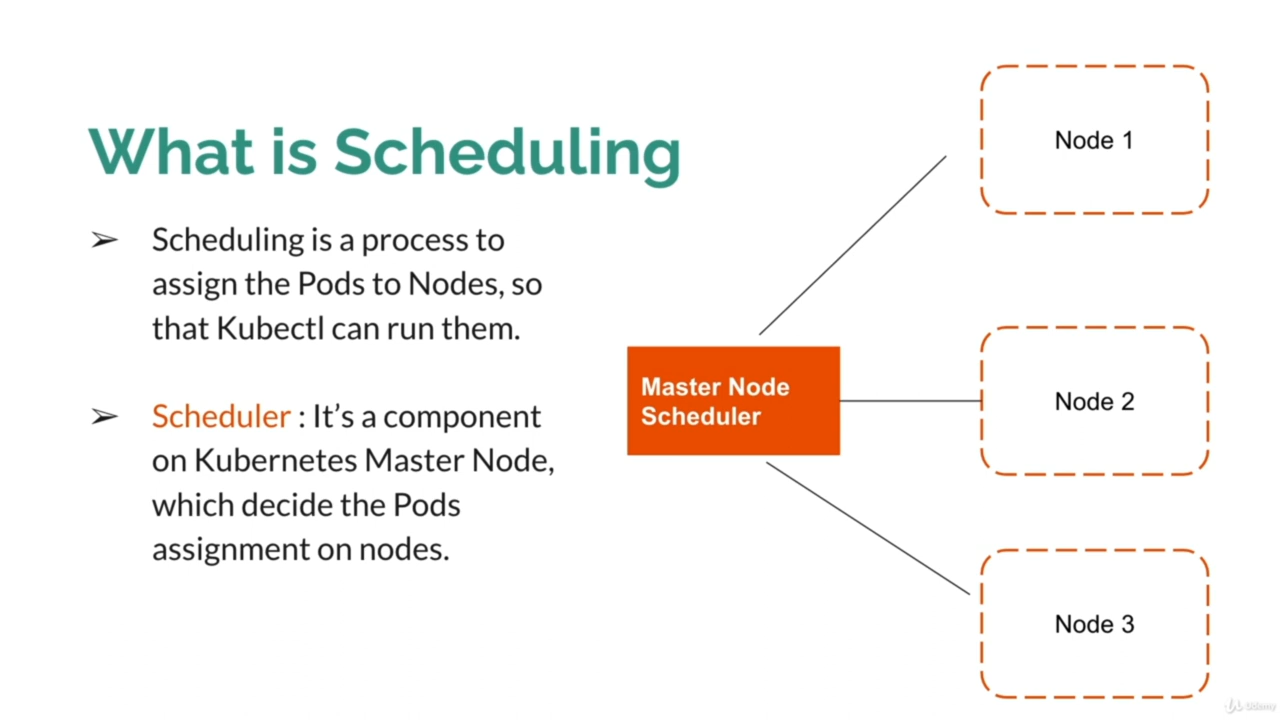 What is Scheduling
➢ Scheduling is a process to
assign the Pods to Nodes, so
that Kubectl can run them.
➢ Scheduler : It’s a component
on Kubernetes Master Node,
which decide the Pods
assignment on nodes.
Master Node
Scheduler
Node 1
Node 2
Node 3
Udemy